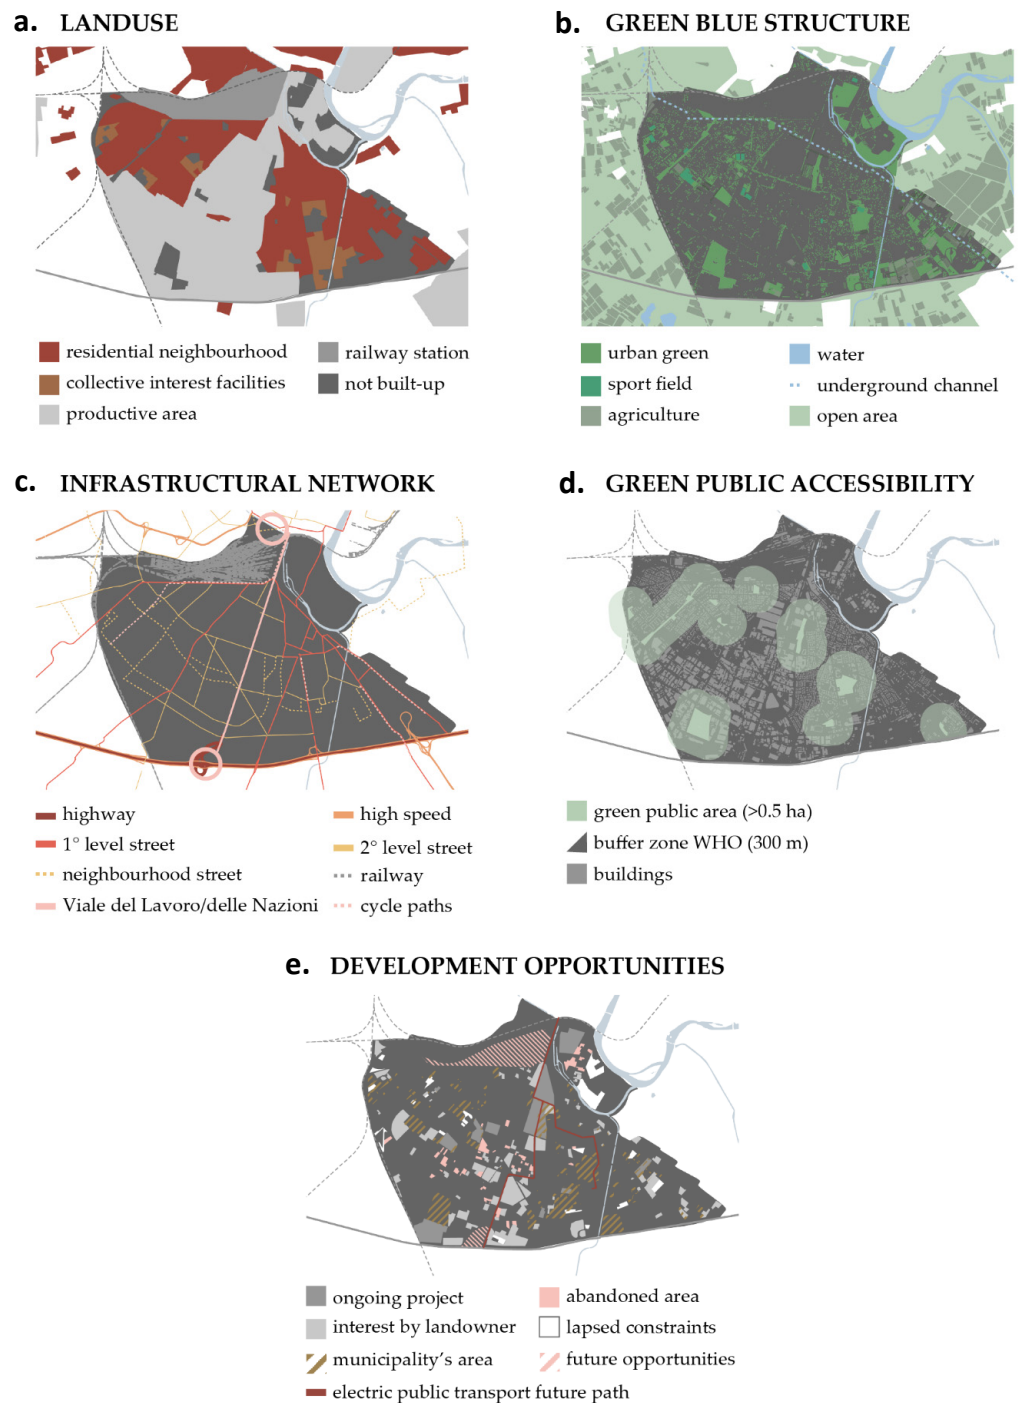 a. LANDUSE
b. GREEN BLUE STRUCTURE
residential neighbourhood
railway station
collective interest facilities
not built-up
productive area
urban green
water
sport field
underground channel
agriculture
open area
c. INFRASTRUCTURAL NETWORK
d. GREEN PUBLIC ACCESSIBILITY
highway
high speed
1° level street
2° level street
neighbourhood street
railway
Viale del Lavoro/delle Nazioni
cycle paths
green public area (>0.5 ha)
buffer zone WHO (300 m)
buildings
e. DEVELOPMENT OPPORTUNITIES
ongoing project
abandoned area
interest by landowner
lapsed constraints
municipality's area
future opportunities
electric public transport future path